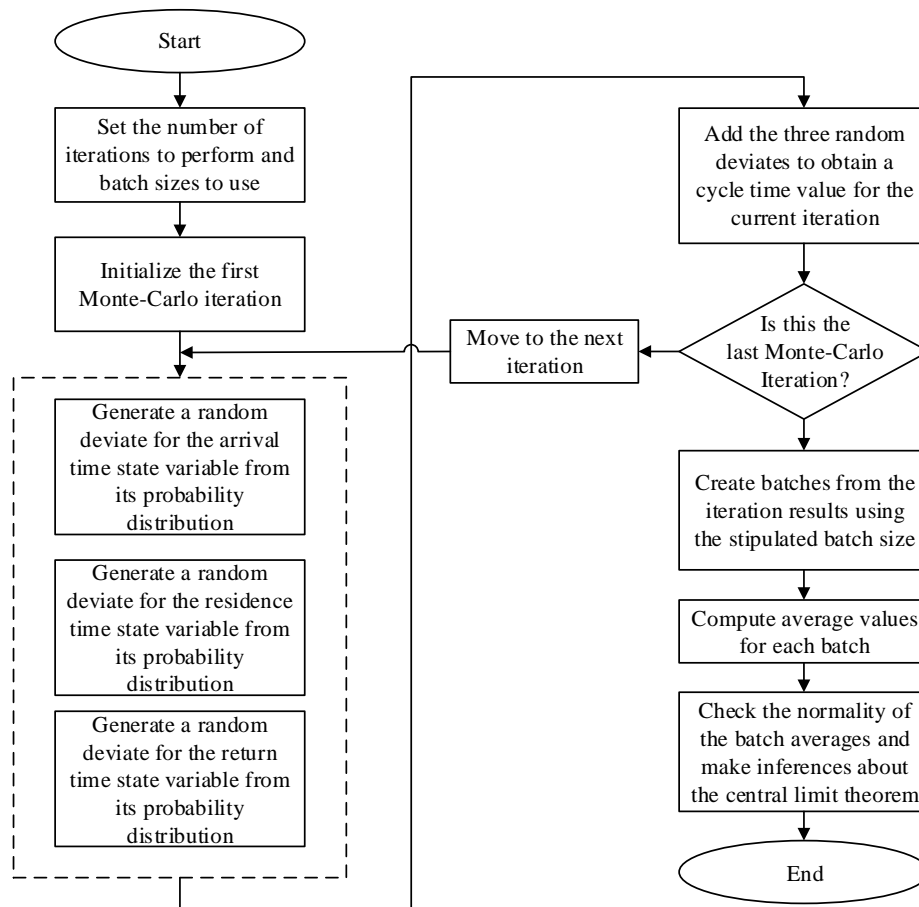 Start
Set the number of
iterations to perform and
batch sizes to use
Initialize the first
Monte-Carlo iteration
Generate a random
deviate for the arrival
time state variable from
its probability
distribution
Generate a random
deviate for the residence
time state variable from
its probability
distribution
Generate a random
deviate for the return
time state variable from
its probability
distribution
Add the three random
deviates to obtain a
cycle time value for the
current iteration
Is this the
last Monte-Carlo
Iteration?
Move to the next
iteration
Create batches from the
iteration results using
the stipulated batch size
Compute average values
for each batch
Check the normality of
the batch averages and
make inferences about
the central limit theorem
End